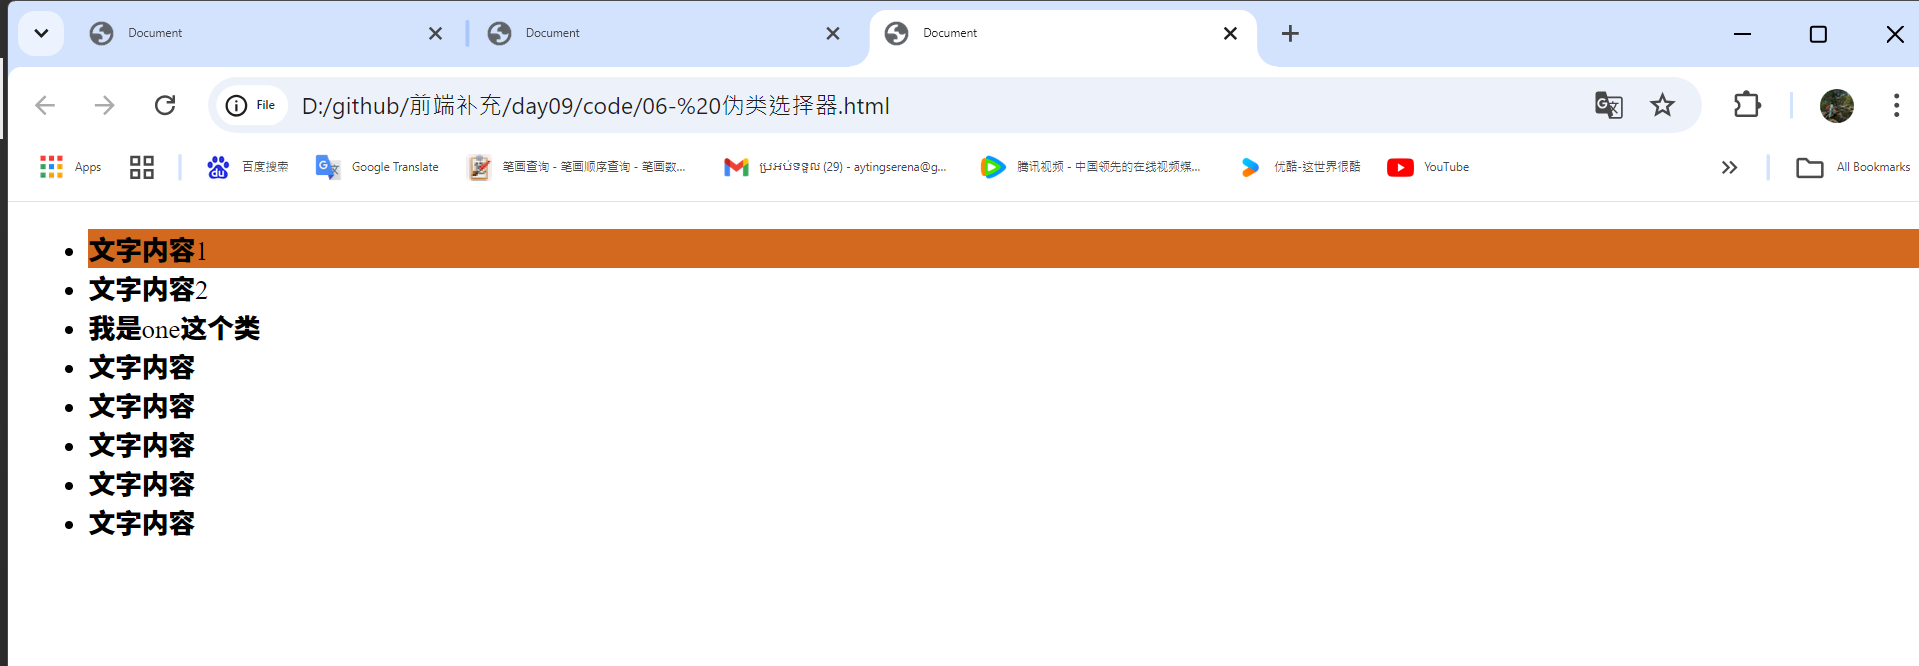 Document
Document
Document
File
D:/github/前端补充/day09/code/06-%20伪类选择器.html
Apps
百度搜索
Google Translate
笔画查询 - 笔画顺序查询 - 笔画数...
ប្រអប់ទទួល (29) - aytingserena@g...
腾讯视频 - 中国领先的在线视频媒...
优酷-这世界很酷
YouTube
All Bookmarks
文字内容1
文字内容2
我是one这个类
文字内容
文字内容
文字内容
文字内容
文字内容